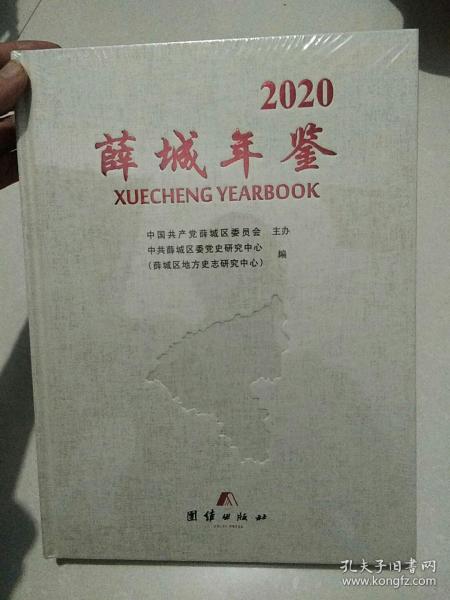 2020
薛城年鉴
XUECHENG YEARBOOK
中国共产党薛城区委员会 主办
中共薛城区委党史研究中心
(薛城区地方史志研究中心)
编
团结出版社
孔夫子旧书网
www.kongfz.com